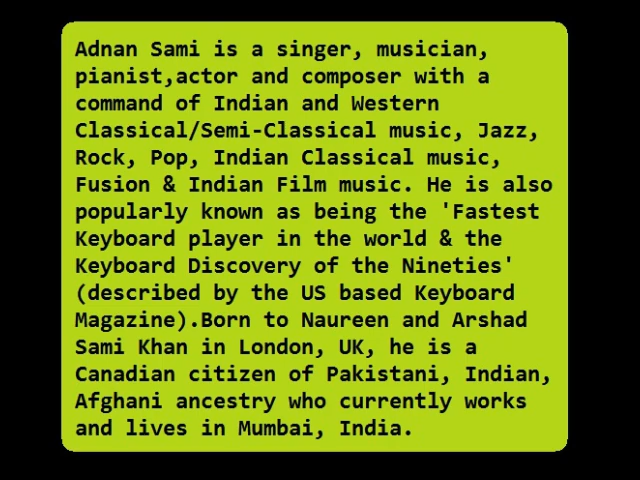 Adnan Sami is a singer, musician,
pianist,actor and composer with a
command of Indian and Western
Classical/Semi-Classical music, Jazz,
Rock, Pop, Indian Classical music,
Fusion & Indian Film music. He is also
popularly known as being the 'Fastest
Keyboard player in the world & the
Keyboard Discovery of the Nineties'
(described by the US based Keyboard
Magazine).Born to Naureen and Arshad
Sami Khan in London, UK, he is a
Canadian citizen of Pakistani, Indian,
Afghani ancestry who currently works
and lives in Mumbai, India.